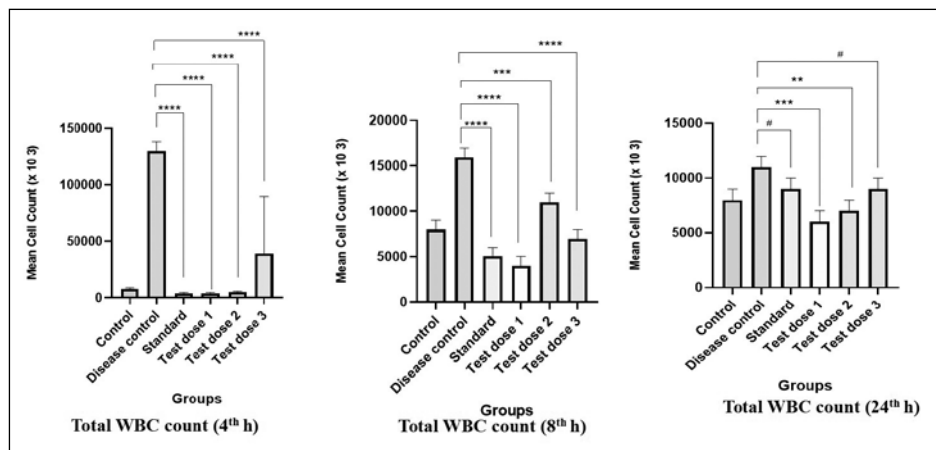 ****
****
****
****
150000
100000
50000
0
Mean Cell Count (x 10 3)
Control
Disease control
Standard
Test dose 1
Test dose 2
Test dose 3
Groups
Total WBC count (4th h)
****
***
****
****
20000
15000
10000
5000
0
Mean Cell Count (x 10 3)
Control
Disease control
Standard
Test dose 1
Test dose 2
Test dose 3
Groups
Total WBC count (8th h)
#
**
***
#
15000
10000
5000
0
Mean Cell Count (x 10 3)
Control
Disease control
Standard
Test dose 1
Test dose 2
Test dose 3
Groups
Total WBC count (24th h)